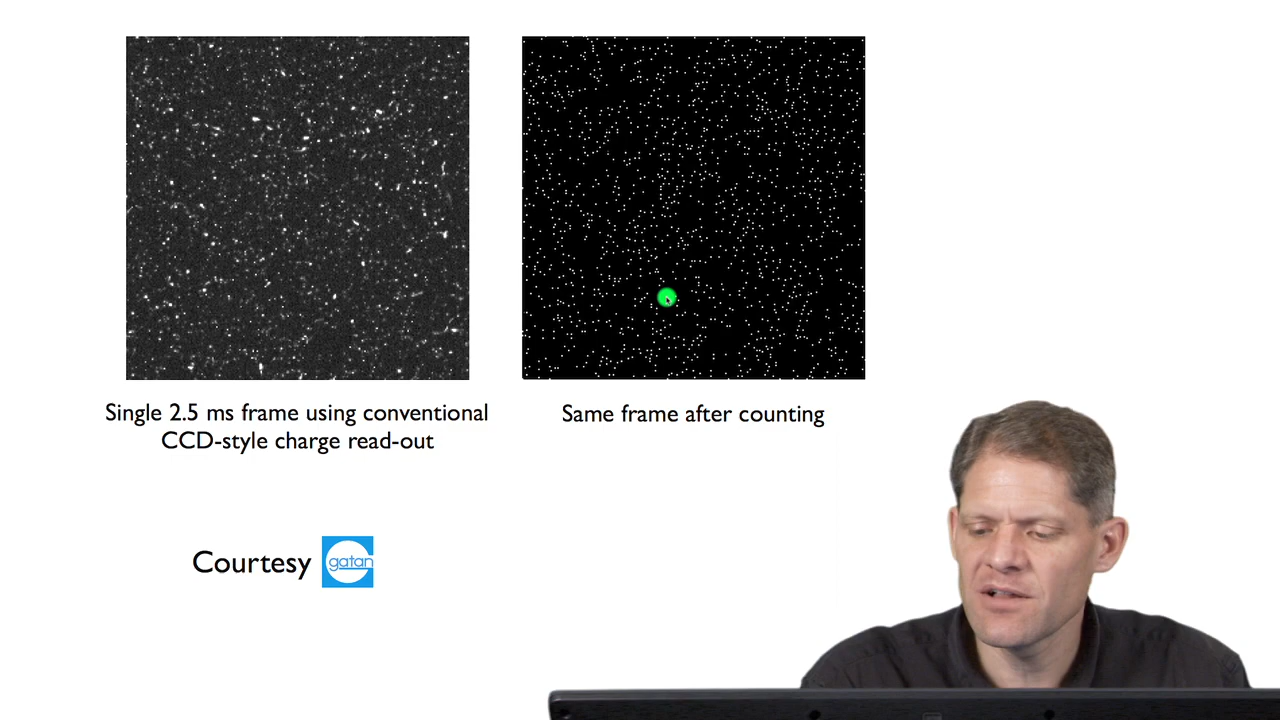 Single 2.5 ms frame using conventional
CCD-style charge read-out
Same frame after counting
Courtesy gatan